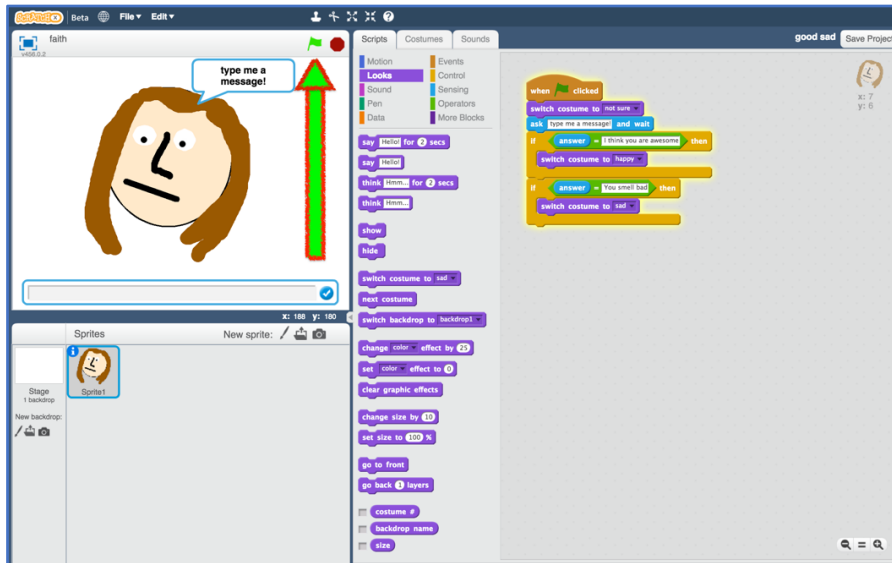 SCRATCHX Beta File▼ Edit▼
faith
v456.0.2
type me a
message!
x: 188 y: 180
Sprites New sprite:
Stage
1 backdrop
Sprite1
New backdrop:
Scripts Costumes Sounds
Motion Events
Looks Control
Sound Sensing
Pen Operators
Data More Blocks
say Hello! for 2 secs
say Hello!
think Hmm... for 2 secs
think Hmm...
show
hide
switch costume to sad
next costume
switch backdrop to backdrop1
change color effect by 25
set color effect to 0
clear graphic effects
change size by 10
set size to 100 %
go to front
go back 1 layers
costume #
backdrop name
size
good sad Save Project
x: 7
y: 6
when clicked
switch costume to not sure
ask type me a message! and wait
if answer = I think you are awesome then
switch costume to happy
if answer = You smell bad then
switch costume to sad